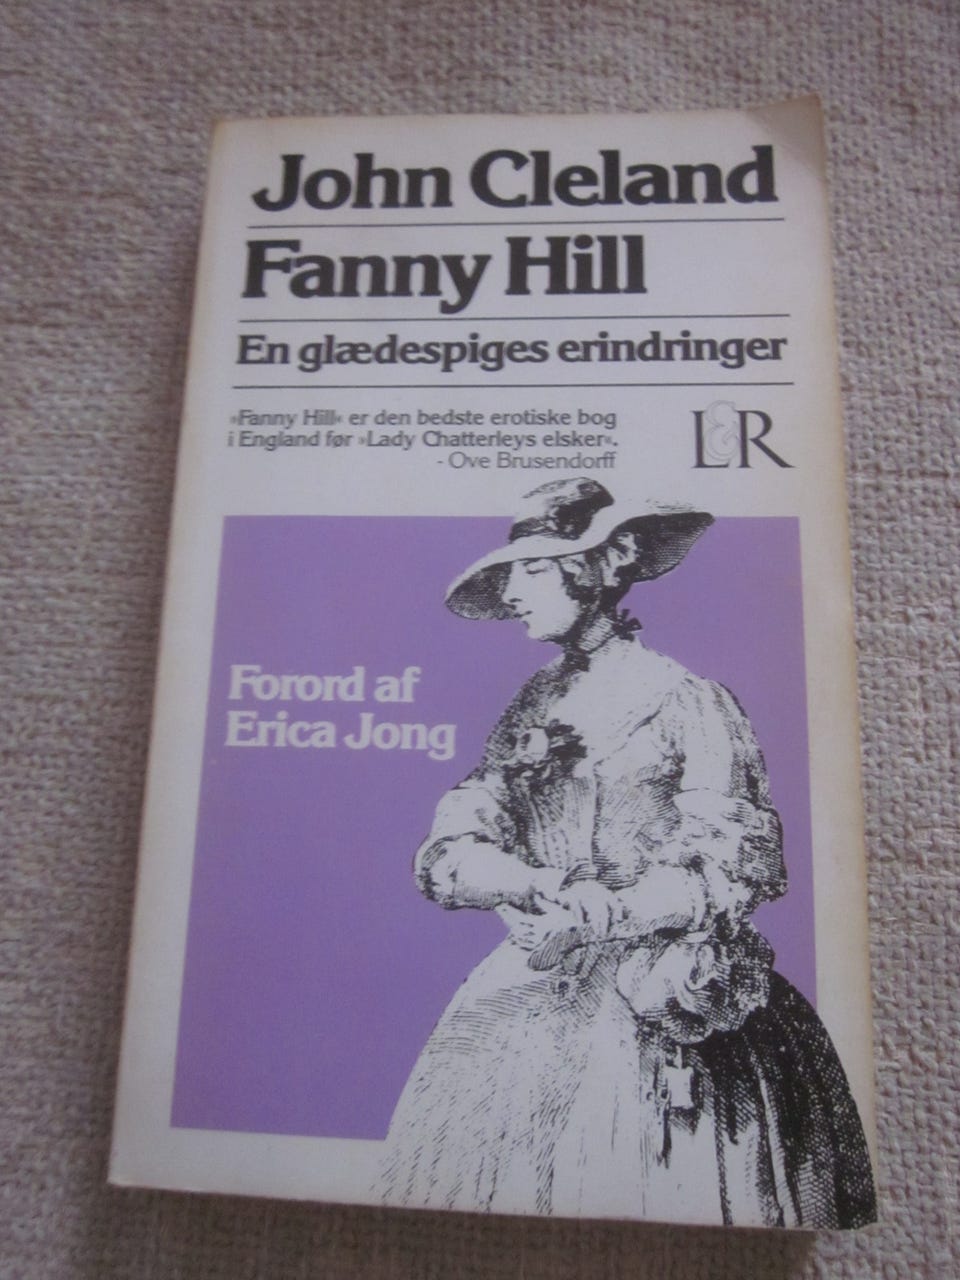 John Cleland
Fanny Hill
En glædespiges erindringer
»Fanny Hill« er den bedste erotiske bog
i England før »Lady Chatterleys elsker«.
- Ove Brusendorff
L&R
Forord af
Erica Jong